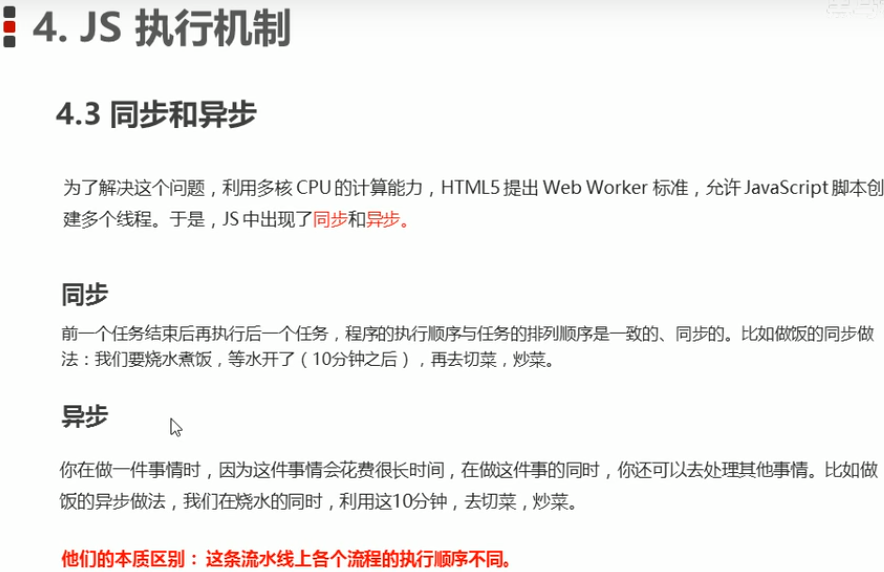 4. JS 执行机制
4.3 同步和异步
为了解决这个问题，利用多核 CPU 的计算能力，HTML5 提出 Web Worker 标准，允许 JavaScript 脚本创
建多个线程。于是，JS 中出现了同步和异步。
同步
前一个任务结束后再执行后一个任务，程序的执行顺序与任务的排列顺序是一致的、同步的。比如做饭的同步做
法：我们要烧水煮饭，等水开了（10分钟之后），再去切菜，炒菜。
异步
你在做一件事情时，因为这件事情会花费很长时间，在做这件事的同时，你还可以去处理其他事情。比如做
饭的异步做法，我们在烧水的同时，利用这10分钟，去切菜，炒菜。
他们的本质区别： 这条流水线上各个流程的执行顺序不同。